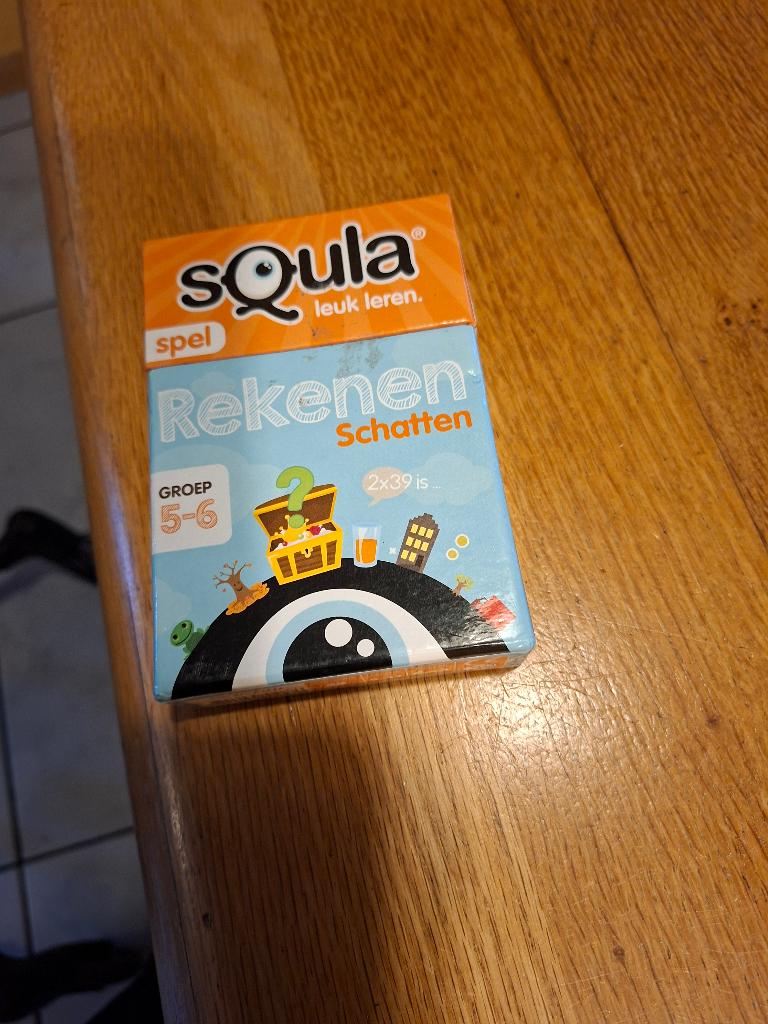 sQula®
leuk leren.
spel
Rekenen
Schatten
GROEP
5-6
?
2x39 is ...